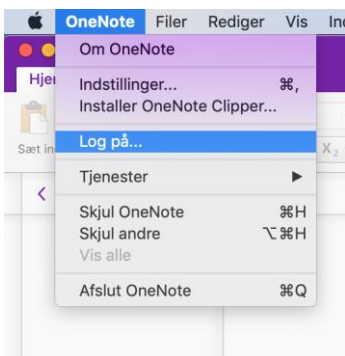 OneNote Filer Rediger Vis
Om OneNote
Indstillinger... ⌘,
Installer OneNote Clipper...
Log på...
Tjenester ▶
Skjul OneNote ⌘H
Skjul andre ⌥⌘H
Vis alle
Afslut OneNote ⌘Q
Sæt in
X₂